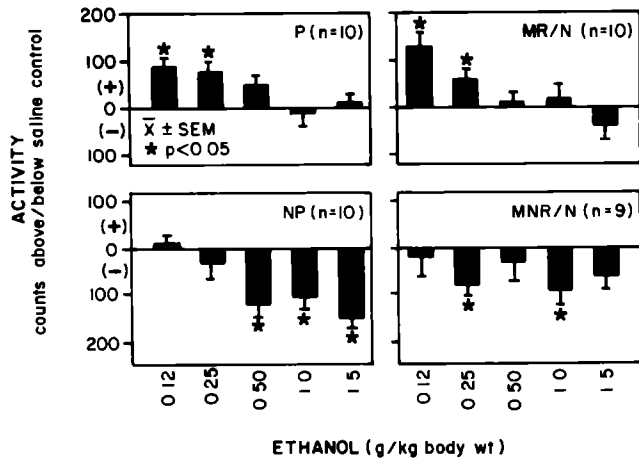 200
P (n=10)
MR/N (n=10)
100
(+)
0
(−)
x̄ ± SEM
★ p<0 05
100
ACTIVITY
counts above/below saline control
100
NP (n=10)
MNR/N (n=9)
(+)
0
(−)
100
200
0 12
0 25
0 50
1 0
1 5
0 12
0 25
0 50
1 0
1 5
ETHANOL (g/kg body wt)